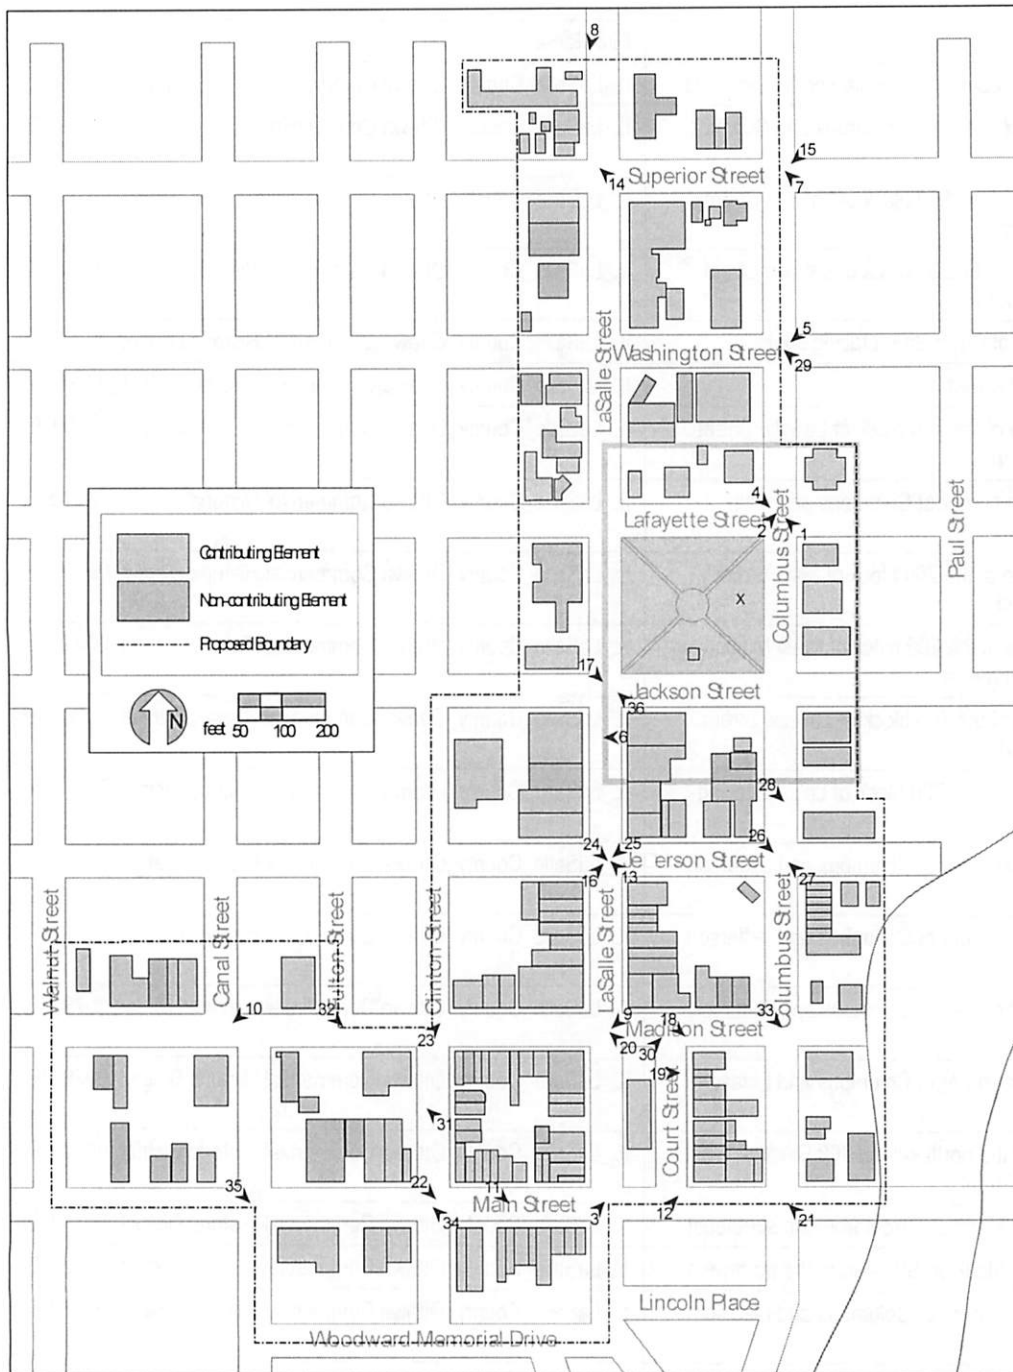 8
15
14
Superior Street
7
5
LaSalle Street
Washington Street
29
4
Lafayette Street
2
1
Columbus Street
Paul Street
Contributing Element
Non-contributing Element
Proposed Boundary
N
feet 50 100 200
X
17
Jackson Street
36
6
28
24
25
26
Je erson Street
16
13
27
Walnut Street
Canal Street
Fulton Street
Clinton Street
LaSalle Street
Columbus Street
10
32
23
9
18
33
Madison Street
20
30
19
Court Street
31
35
22
11
Main Street
34
3
12
21
Lincoln Place
Woodward Memorial Drive